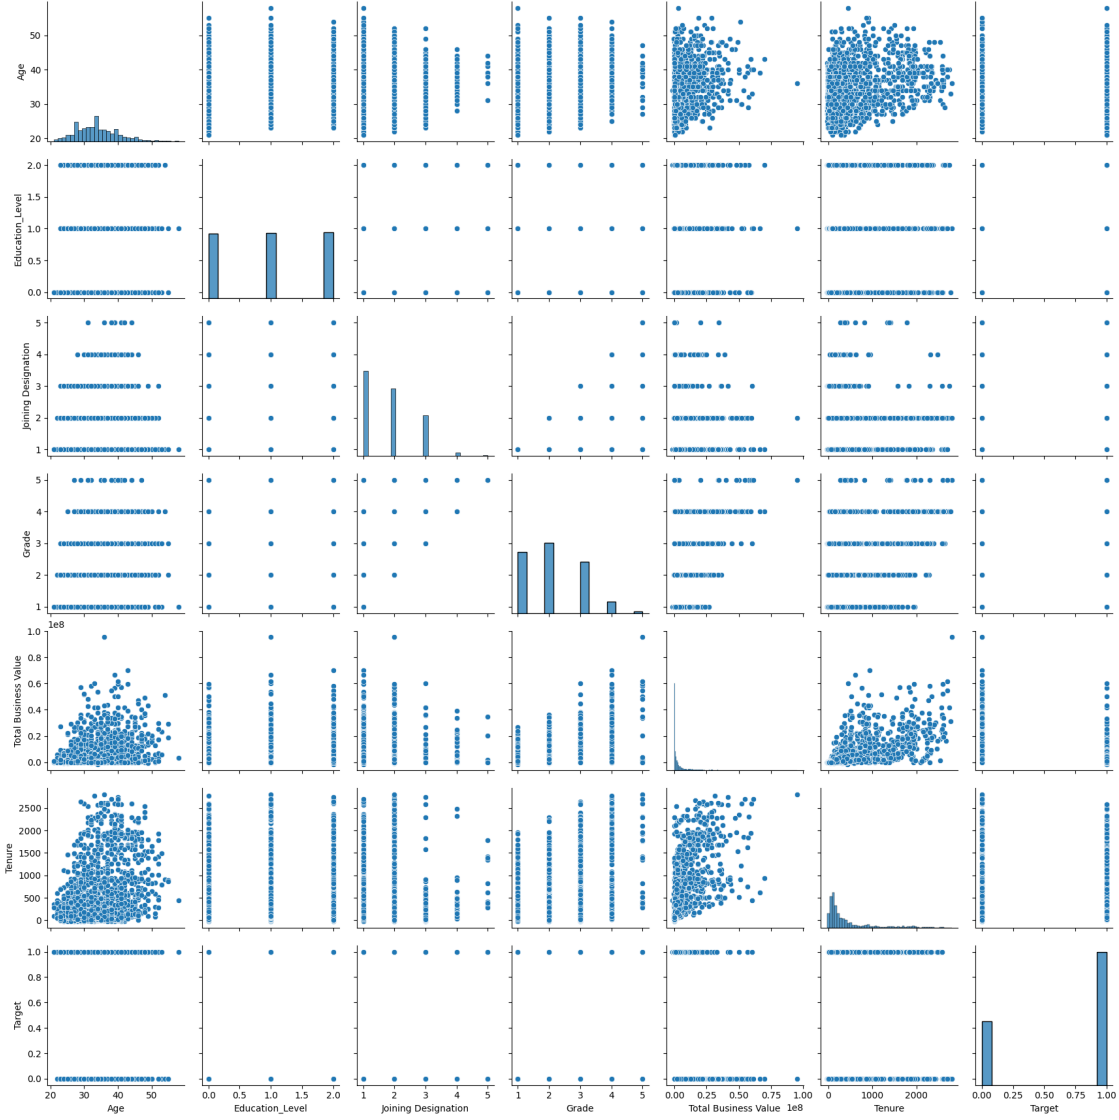 50
40
30
20
Age
2.0
1.5
1.0
0.5
0.0
Education_Level
5
4
3
2
1
Joining Designation
5
4
3
2
1
Grade
1e8
1.0
0.8
0.6
0.4
0.2
0.0
Total Business Value
2500
2000
1500
1000
500
0
Tenure
1.0
0.8
0.6
0.4
0.2
0.0
Target
20 30 40 50
Age
0.0 0.5 1.0 1.5 2.0
Education_Level
1 2 3 4 5
Joining Designation
1 2 3 4 5
Grade
0.00 0.25 0.50 0.75 1.00
Total Business Value 1e8
0 1000 2000
Tenure
0.00 0.25 0.50 0.75 1.00
Target